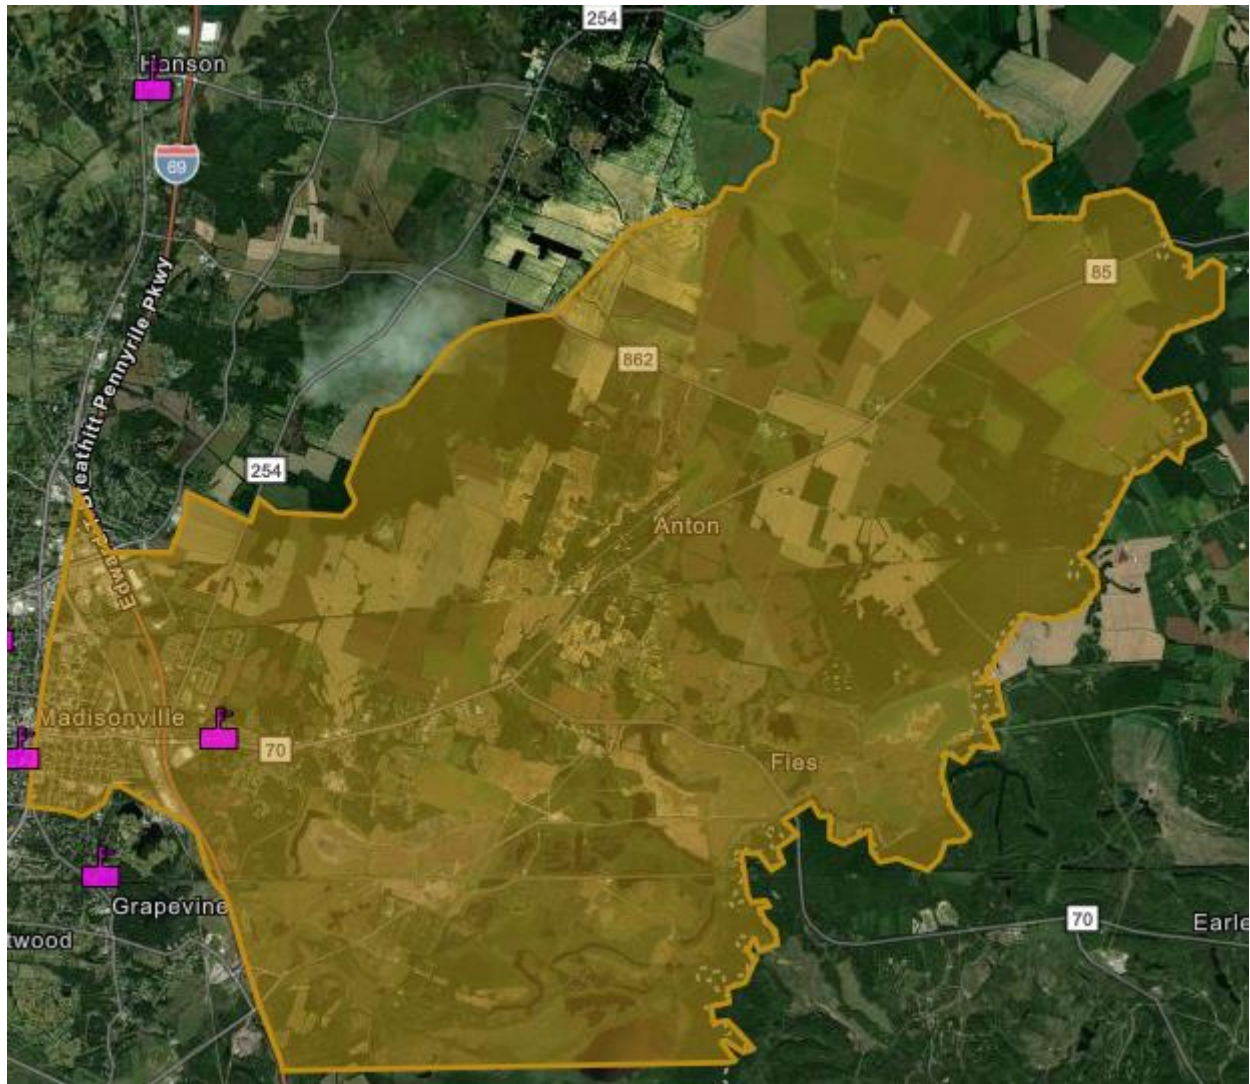 254
Hanson
69
Breathitt Pennyrile Pkwy
85
862
254
Anton
Edward T
Madisonville
70
Fies
Grapevine
70
Earle
twood